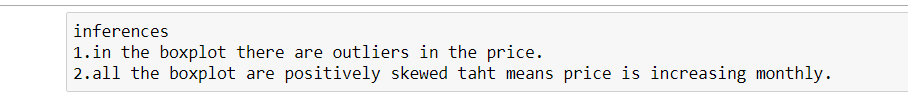 inferences
1.in the boxplot there are outliers in the price.
2.all the boxplot are positively skewed taht means price is increasing monthly.